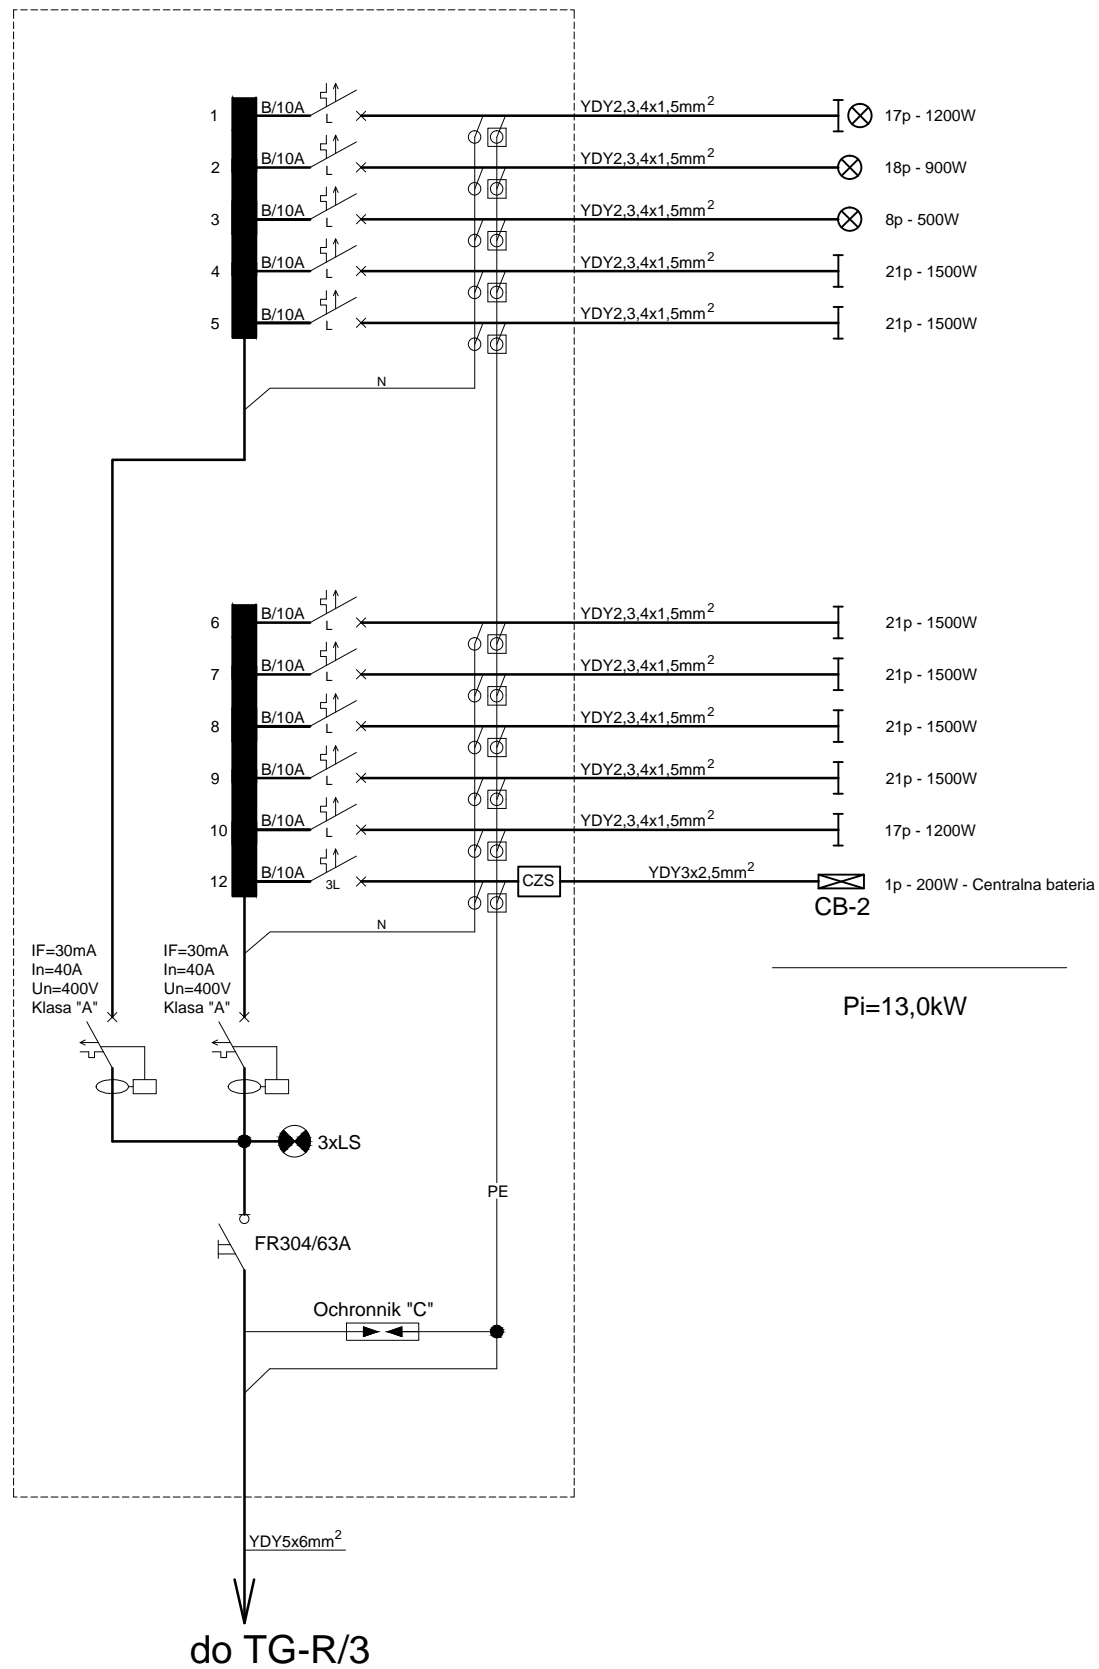 1 B/10A L YDY2,3,4x1,5mm² 17p - 1200W
2 B/10A L YDY2,3,4x1,5mm² 18p - 900W
3 B/10A L YDY2,3,4x1,5mm² 8p - 500W
4 B/10A L YDY2,3,4x1,5mm² 21p - 1500W
5 B/10A L YDY2,3,4x1,5mm² 21p - 1500W
N
6 B/10A L YDY2,3,4x1,5mm² 21p - 1500W
7 B/10A L YDY2,3,4x1,5mm² 21p - 1500W
8 B/10A L YDY2,3,4x1,5mm² 21p - 1500W
9 B/10A L YDY2,3,4x1,5mm² 21p - 1500W
10 B/10A L YDY2,3,4x1,5mm² 17p - 1200W
12 B/10A 3L CZS YDY3x2,5mm² 1p - 200W - Centralna bateria
CB-2
N
IF=30mA IF=30mA
In=40A In=40A
Un=400V Un=400V
Klasa "A" Klasa "A"
Pi=13,0kW
3xLS
PE
FR304/63A
Ochronnik "C"
YDY5x6mm²
do TG-R/3